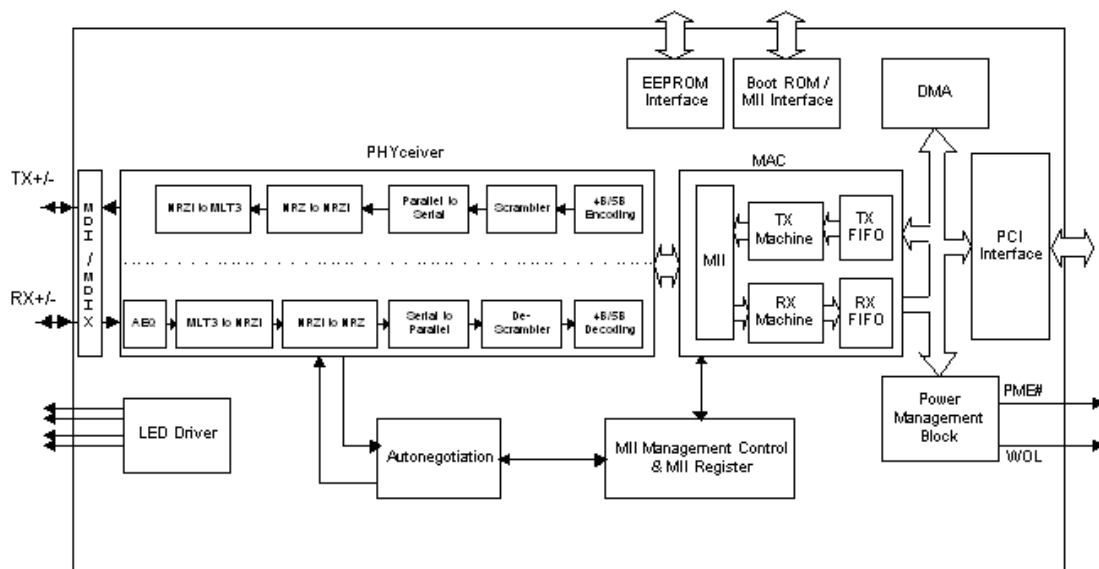 EEPROM
Interface
Boot ROM /
MII Interface
DMA
PHYceiver
MAC
TX+/-
MDI / MDIX
NRZI to MLT3
NRZ to NRZI
Parallel to
Serial
Scrambler
4B/5B
Encoding
MII
TX
Machine
TX
FIFO
PCI
Interface
RX+/-
AEQ
MLT3 to NRZI
NRZI to NRZ
Serial to
Parallel
De-
Scrambler
4B/5B
Decoding
RX
Machine
RX
FIFO
LED Driver
Autonegotiation
MII Management Control
& MII Register
Power
Management
Block
PME#
WOL